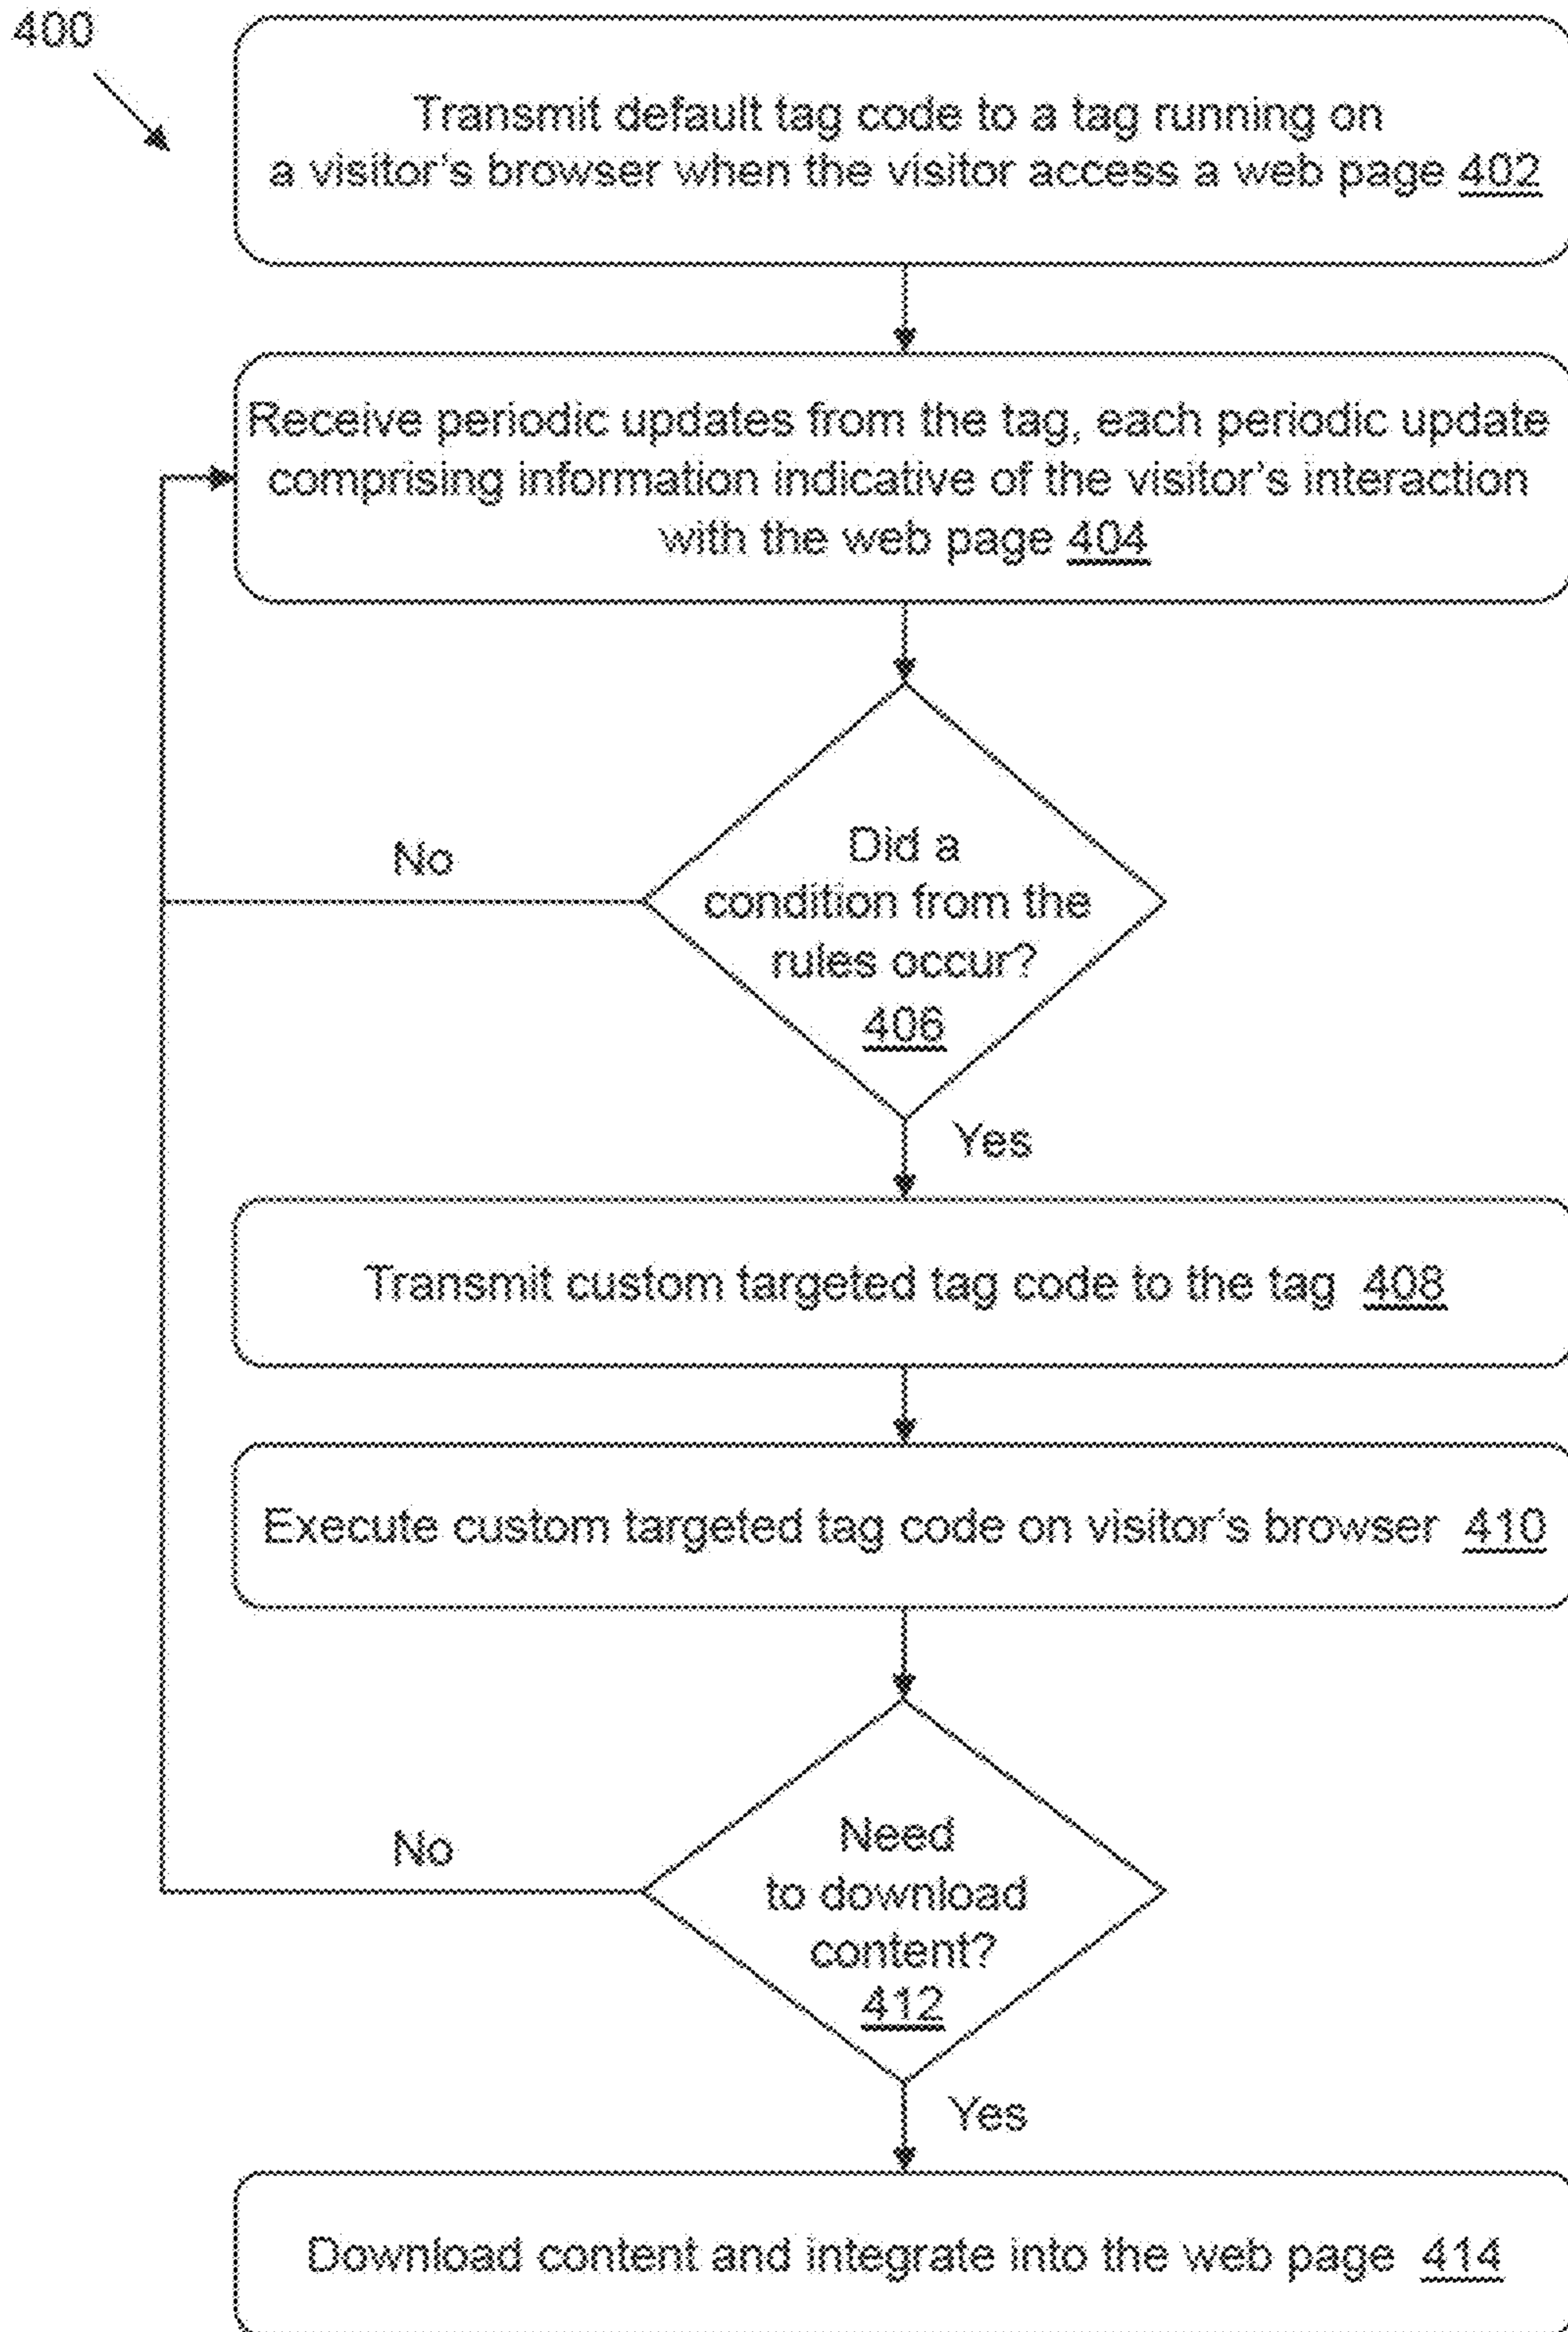 400
Transmit default tag code to a tag running on
a visitor's browser when the visitor access a web page 402
Receive periodic updates from the tag, each periodic update
comprising information indicative of the visitor's interaction
with the web page 404
No
Did a
condition from the
rules occur?
406
Yes
Transmit custom targeted tag code to the tag 408
Execute custom targeted tag code on visitor's browser 410
No
Need
to download
content?
412
Yes
Download content and integrate into the web page 414